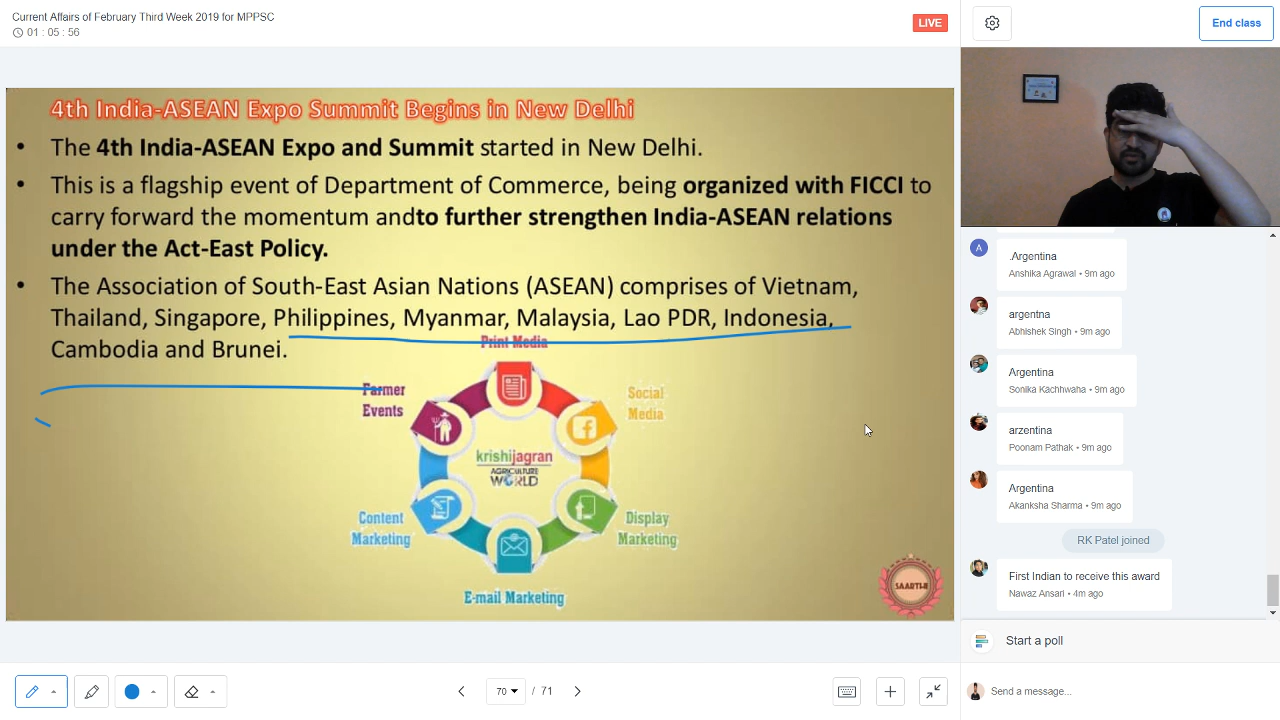 Current Affairs of February Third Week 2019 for MPPSC
01 : 05 : 56
LIVE
End class
4th India-ASEAN Expo Summit Begins in New Delhi
• The 4th India-ASEAN Expo and Summit started in New Delhi.
• This is a flagship event of Department of Commerce, being organized with FICCI to
carry forward the momentum andto further strengthen India-ASEAN relations
under the Act-East Policy.
• The Association of South-East Asian Nations (ASEAN) comprises of Vietnam,
Thailand, Singapore, Philippines, Myanmar, Malaysia, Lao PDR, Indonesia,
Cambodia and Brunei.
Print Media
Farmer
Events
Social
Media
krishijagran
AGRICULTURE
WORLD
Content
Marketing
Display
Marketing
E-mail Marketing
SAARTHI
A
.Argentina
Anshika Agrawal • 9m ago
argentna
Abhishek Singh • 9m ago
Argentina
Sonika Kachhwaha • 9m ago
arzentina
Poonam Pathak • 9m ago
Argentina
Akanksha Sharma • 9m ago
RK Patel joined
First Indian to receive this award
Nawaz Ansari • 4m ago
Start a poll
Send a message...
70 / 71